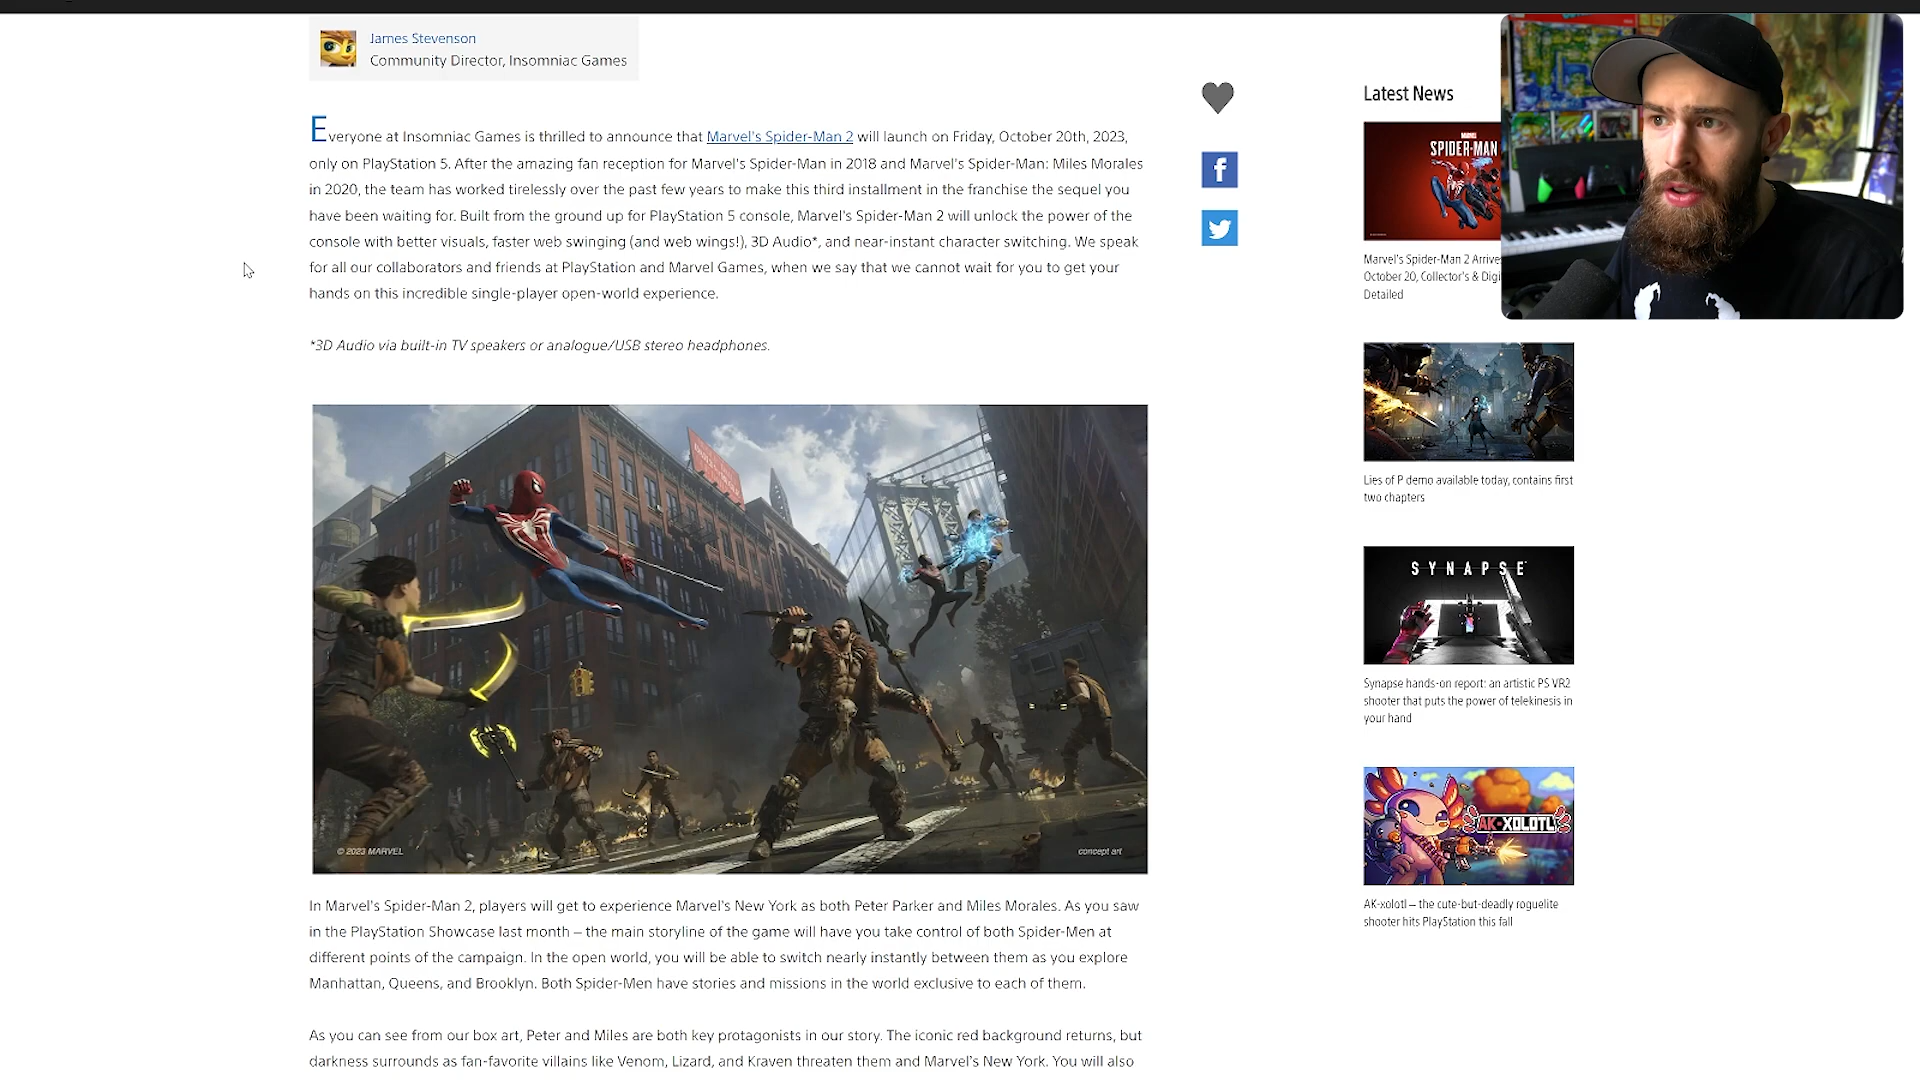 James Stevenson
Community Director, Insomniac Games
Everyone at Insomniac Games is thrilled to announce that Marvel's Spider-Man 2 will launch on Friday, October 20th, 2023,
only on PlayStation 5. After the amazing fan reception for Marvel's Spider-Man in 2018 and Marvel's Spider-Man: Miles Morales
in 2020, the team has worked tirelessly over the past few years to make this third installment in the franchise the sequel you
have been waiting for. Built from the ground up for PlayStation 5 console, Marvel's Spider-Man 2 will unlock the power of the
console with better visuals, faster web swinging (and web wings!), 3D Audio*, and near-instant character switching. We speak
for all our collaborators and friends at PlayStation and Marvel Games, when we say that we cannot wait for you to get your
hands on this incredible single-player open-world experience.
*3D Audio via built-in TV speakers or analogue/USB stereo headphones.
© 2023 MARVEL
concept art
In Marvel's Spider-Man 2, players will get to experience Marvel's New York as both Peter Parker and Miles Morales. As you saw
in the PlayStation Showcase last month – the main storyline of the game will have you take control of both Spider-Men at
different points of the campaign. In the open world, you will be able to switch nearly instantly between them as you explore
Manhattan, Queens, and Brooklyn. Both Spider-Men have stories and missions in the world exclusive to each of them.
As you can see from our box art, Peter and Miles are both key protagonists in our story. The iconic red background returns, but
darkness surrounds as fan-favorite villains like Venom, Lizard, and Kraven threaten them and Marvel's New York. You will also
Latest News
MARVEL
SPIDER-MAN
Marvel's Spider-Man 2 Arrive
October 20, Collector's & Digi
Detailed
Lies of P demo available today, contains first
two chapters
SYNAPSE
Synapse hands-on report: an artistic PS VR2
shooter that puts the power of telekinesis in
your hand
AK-XOLOTL
AK-xolotl – the cute-but-deadly roguelite
shooter hits PlayStation this fall